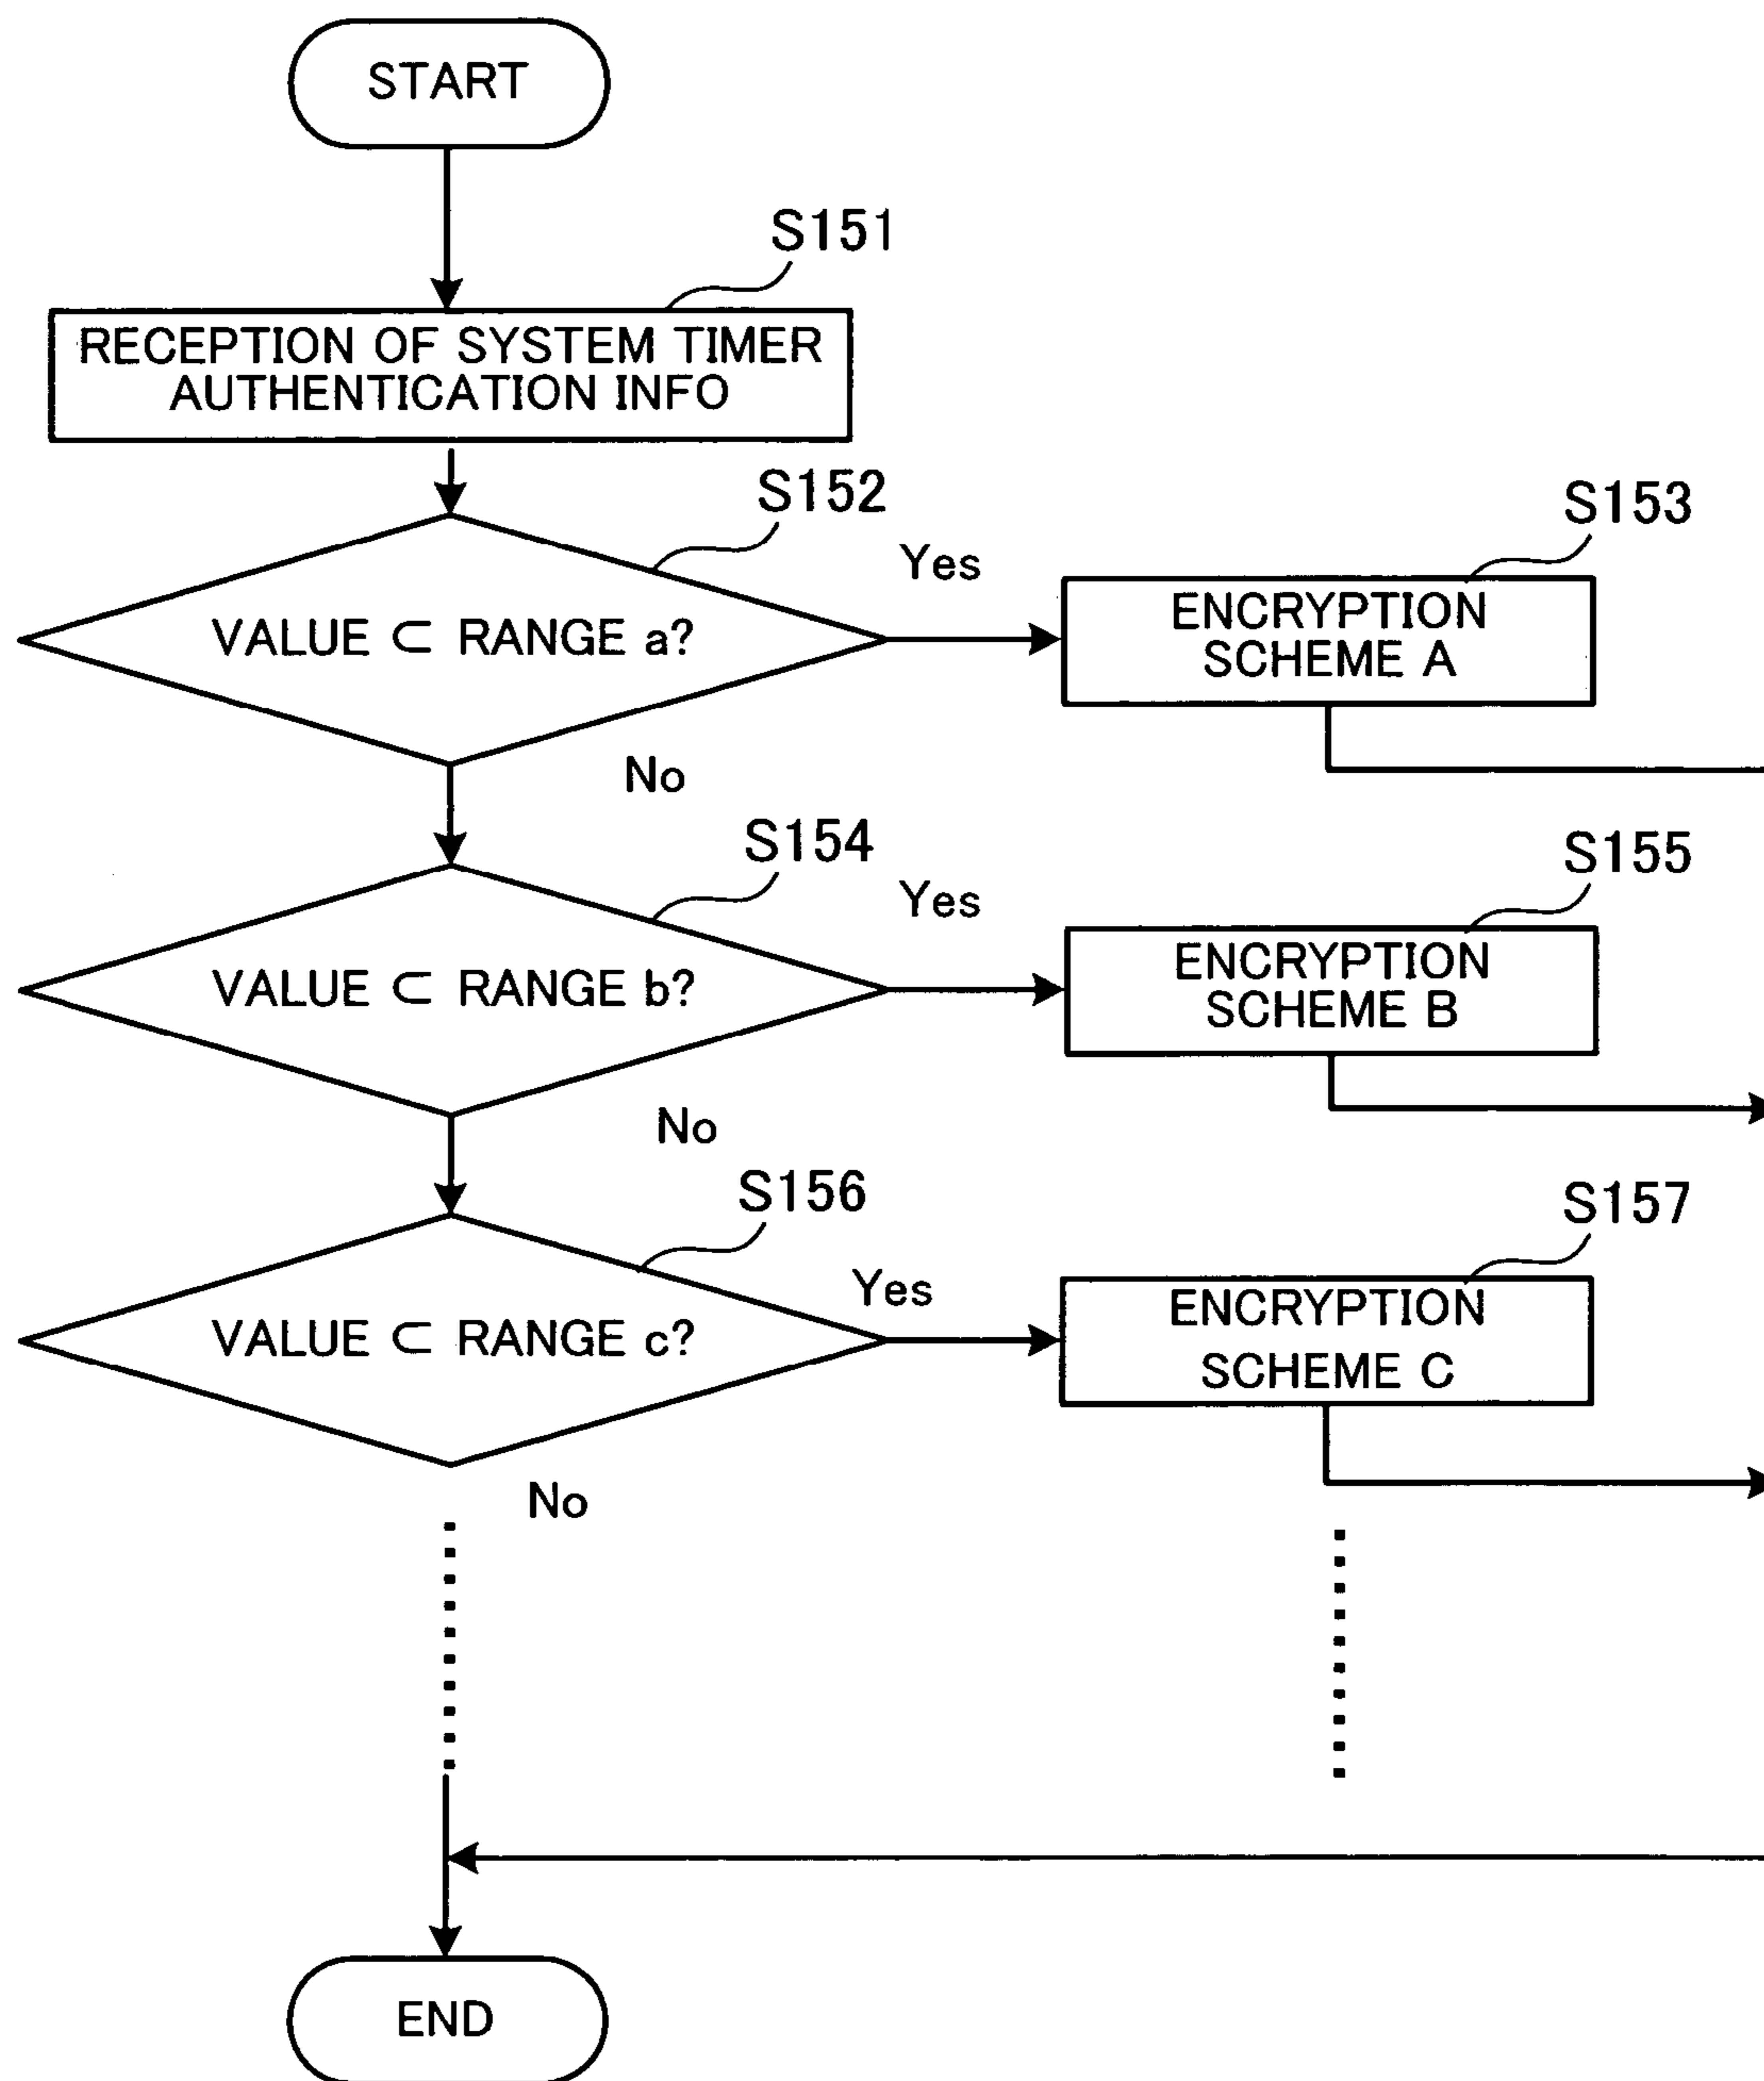 START
S151
RECEPTION OF SYSTEM TIMER
AUTHENTICATION INFO
S152
VALUE ⊂ RANGE a?
Yes
S153
ENCRYPTION
SCHEME A
No
S154
VALUE ⊂ RANGE b?
Yes
S155
ENCRYPTION
SCHEME B
No
S156
VALUE ⊂ RANGE c?
Yes
S157
ENCRYPTION
SCHEME C
No
END